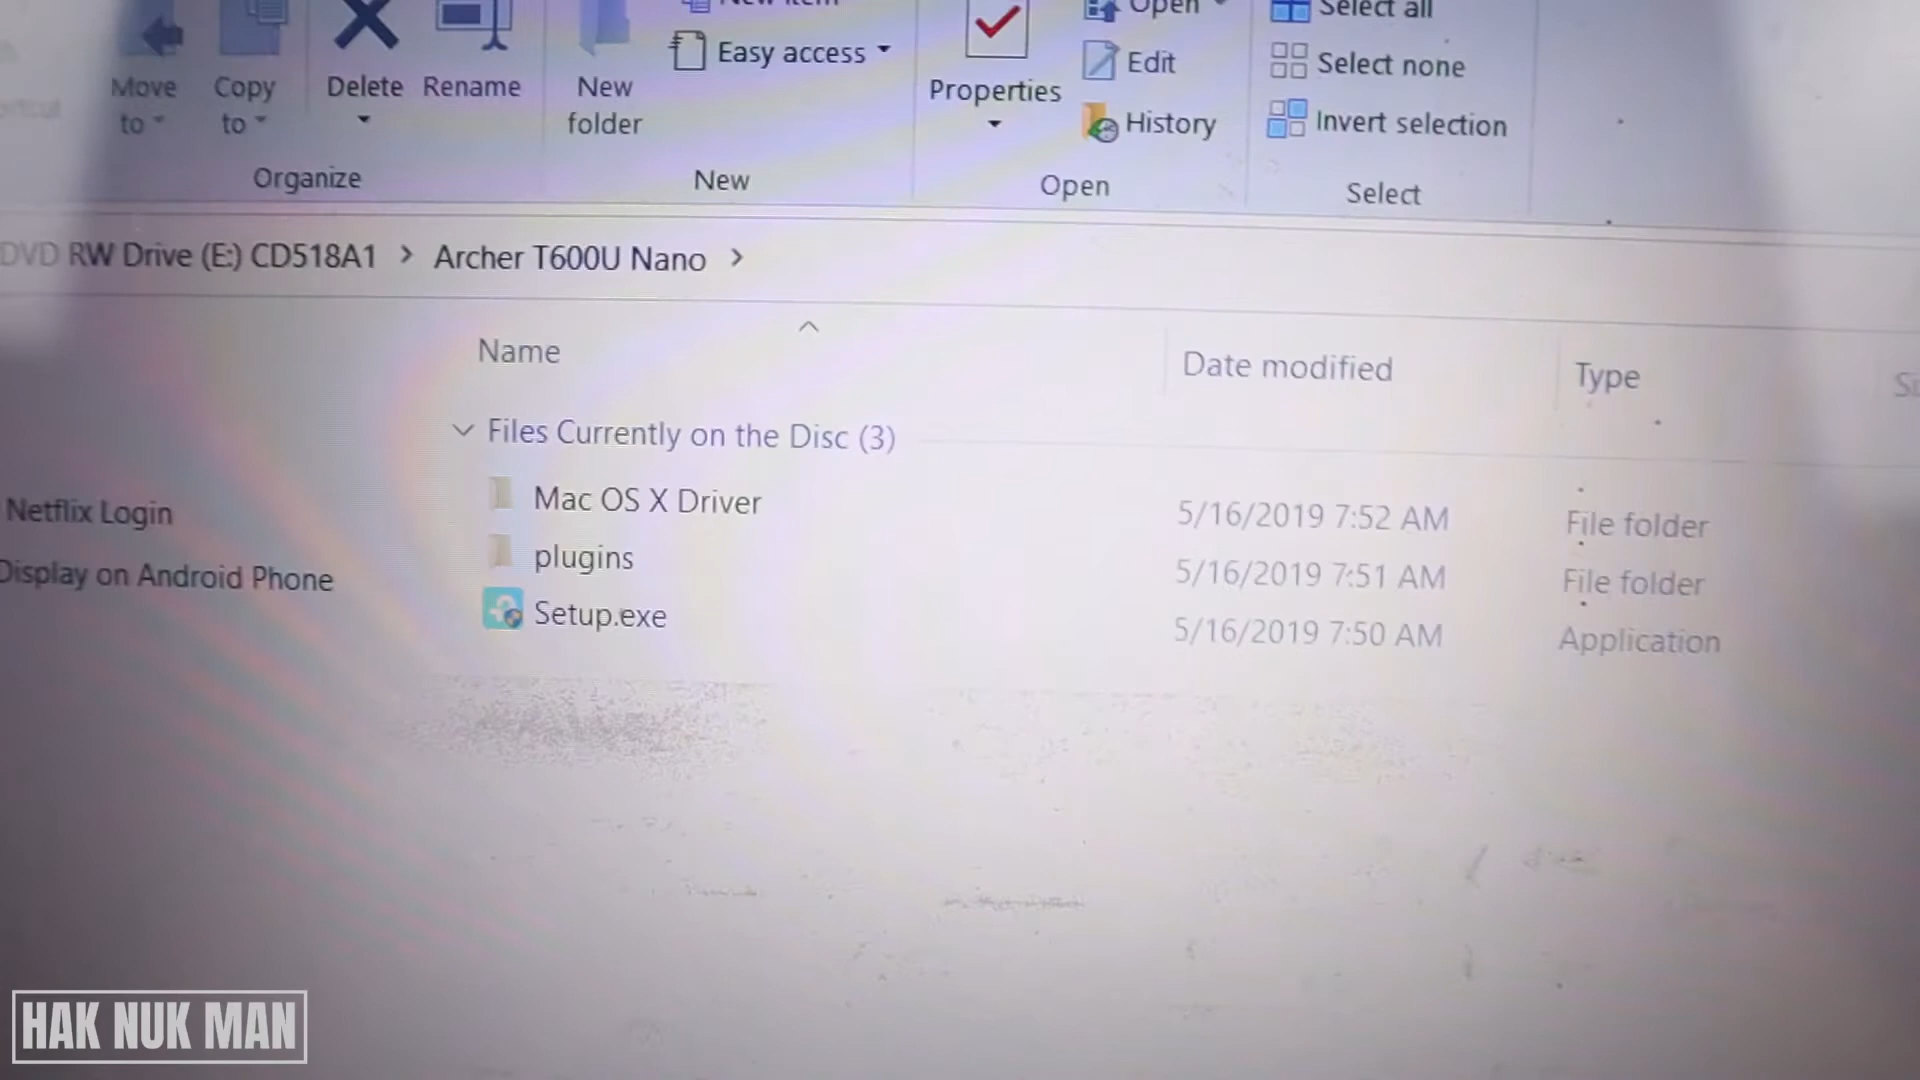 Open
Select all
Easy access
Edit
Select none
Move to
Copy to
Delete
Rename
New folder
Properties
History
Invert selection
Organize
New
Open
Select
DVD RW Drive (E:) CD518A1 > Archer T600U Nano >
Name
Date modified
Type
Files Currently on the Disc (3)
Mac OS X Driver 5/16/2019 7:52 AM File folder
Netflix Login
plugins 5/16/2019 7:51 AM File folder
Display on Android Phone
Setup.exe 5/16/2019 7:50 AM Application
HAK NUK MAN